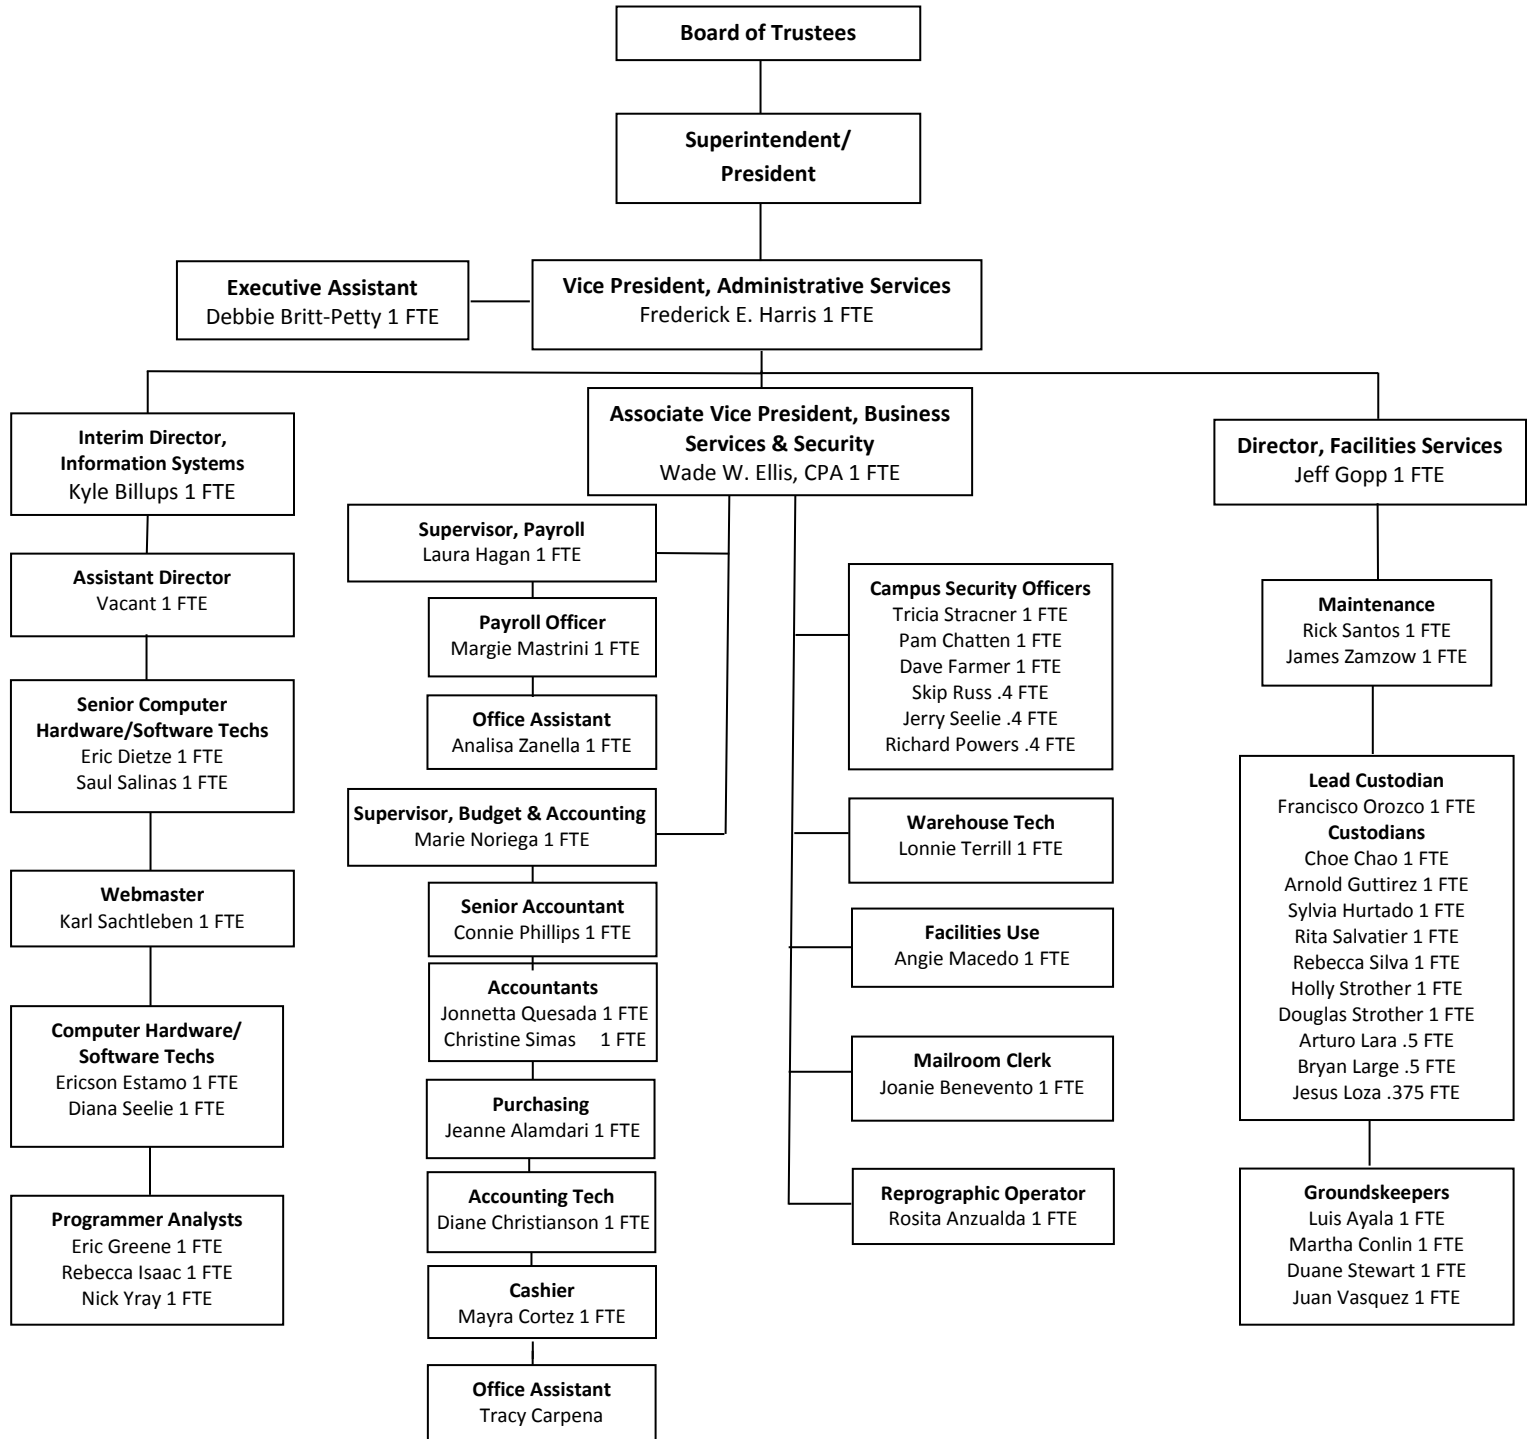 Board of Trustees
Superintendent/
President
Executive Assistant
Debbie Britt-Petty 1 FTE
Vice President, Administrative Services
Frederick E. Harris 1 FTE
Interim Director,
Information Systems
Kyle Billups 1 FTE
Assistant Director
Vacant 1 FTE
Senior Computer
Hardware/Software Techs
Eric Dietze 1 FTE
Saul Salinas 1 FTE
Webmaster
Karl Sachtleben 1 FTE
Computer Hardware/
Software Techs
Ericson Estamo 1 FTE
Diana Seelie 1 FTE
Programmer Analysts
Eric Greene 1 FTE
Rebecca Isaac 1 FTE
Nick Yray 1 FTE
Associate Vice President, Business
Services & Security
Wade W. Ellis, CPA 1 FTE
Supervisor, Payroll
Laura Hagan 1 FTE
Payroll Officer
Margie Mastrini 1 FTE
Office Assistant
Analisa Zanella 1 FTE
Supervisor, Budget & Accounting
Marie Noriega 1 FTE
Senior Accountant
Connie Phillips 1 FTE
Accountants
Jonnetta Quesada 1 FTE
Christine Simas 1 FTE
Purchasing
Jeanne Alamdari 1 FTE
Accounting Tech
Diane Christianson 1 FTE
Cashier
Mayra Cortez 1 FTE
Office Assistant
Tracy Carpena
Campus Security Officers
Tricia Stracner 1 FTE
Pam Chatten 1 FTE
Dave Farmer 1 FTE
Skip Russ .4 FTE
Jerry Seelie .4 FTE
Richard Powers .4 FTE
Warehouse Tech
Lonnie Terrill 1 FTE
Facilities Use
Angie Macedo 1 FTE
Mailroom Clerk
Joanie Benevento 1 FTE
Reprographic Operator
Rosita Anzualda 1 FTE
Director, Facilities Services
Jeff Gopp 1 FTE
Maintenance
Rick Santos 1 FTE
James Zamzow 1 FTE
Lead Custodian
Francisco Orozco 1 FTE
Custodians
Choe Chao 1 FTE
Arnold Guttirez 1 FTE
Sylvia Hurtado 1 FTE
Rita Salvatier 1 FTE
Rebecca Silva 1 FTE
Holly Strother 1 FTE
Douglas Strother 1 FTE
Arturo Lara .5 FTE
Bryan Large .5 FTE
Jesus Loza .375 FTE
Groundskeepers
Luis Ayala 1 FTE
Martha Conlin 1 FTE
Duane Stewart 1 FTE
Juan Vasquez 1 FTE